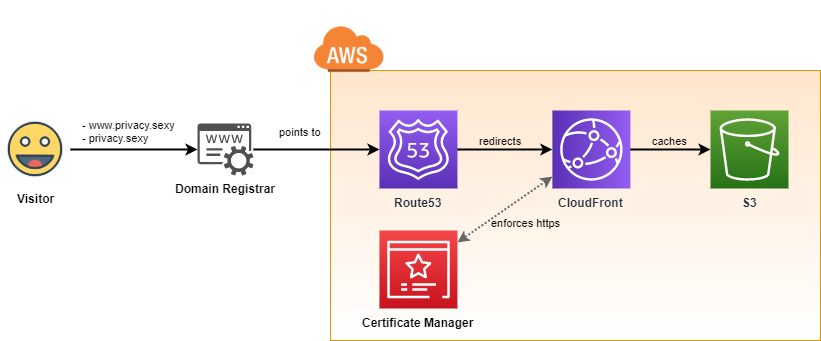 AWS
- www.privacy.sexy
- privacy.sexy
WWW
points to
53
redirects
caches
Visitor
Domain Registrar
Route53
CloudFront
S3
enforces https
Certificate Manager